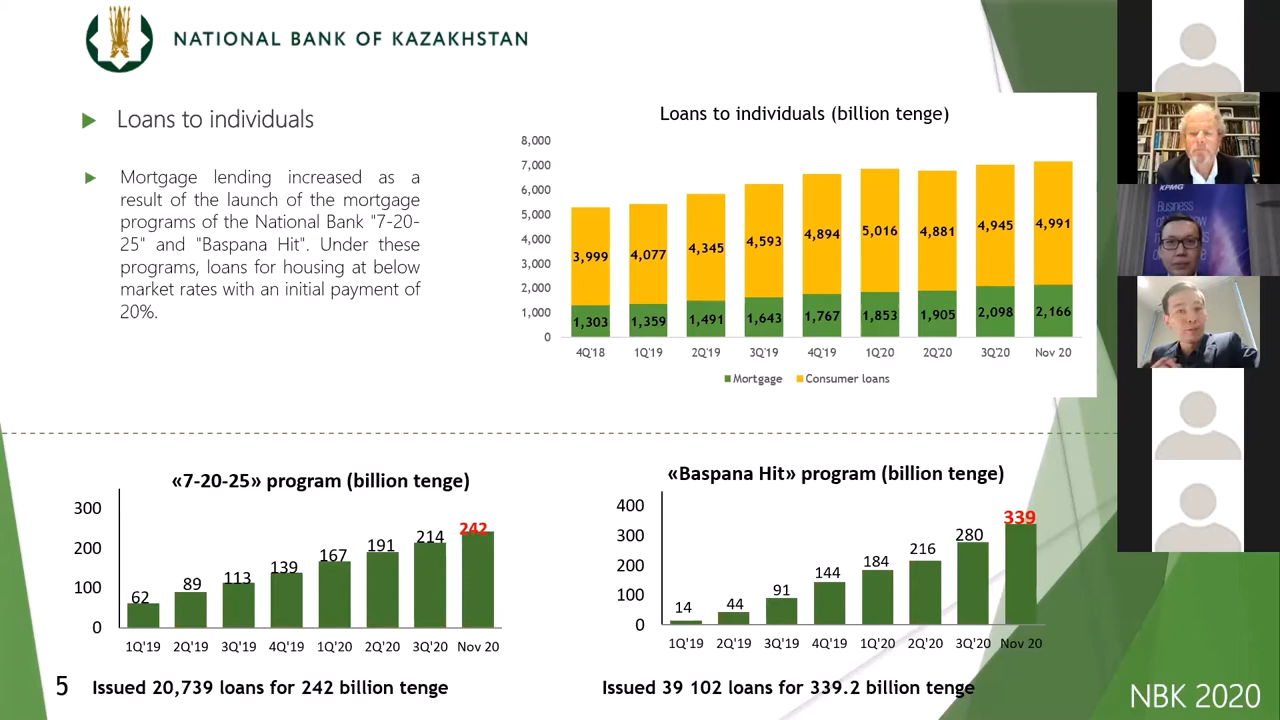 NATIONAL BANK OF KAZAKHSTAN
Loans to individuals
Mortgage lending increased as a
result of the launch of the mortgage
programs of the National Bank "7-20-
25" and "Baspana Hit". Under these
programs, loans for housing at below
market rates with an initial payment of
20%.
Loans to individuals (billion tenge)
8,000
7,000
6,000
5,000
4,000
3,000
2,000
1,000
0
3,999 4,077 4,345 4,593 4,894 5,016 4,881 4,945 4,991
1,303 1,359 1,491 1,643 1,767 1,853 1,905 2,098 2,166
4Q'18 1Q'19 2Q'19 3Q'19 4Q'19 1Q'20 2Q'20 3Q'20 Nov 20
Mortgage Consumer loans
«7-20-25» program (billion tenge)
300
200
100
0
62 89 113 139 167 191 214 242
1Q'19 2Q'19 3Q'19 4Q'19 1Q'20 2Q'20 3Q'20 Nov 20
Issued 20,739 loans for 242 billion tenge
«Baspana Hit» program (billion tenge)
400
300
200
100
0
14 44 91 144 184 216 280 339
1Q'19 2Q'19 3Q'19 4Q'19 1Q'20 2Q'20 3Q'20 Nov 20
Issued 39 102 loans for 339.2 billion tenge
5
NBK 2020
KPMG
Business
of